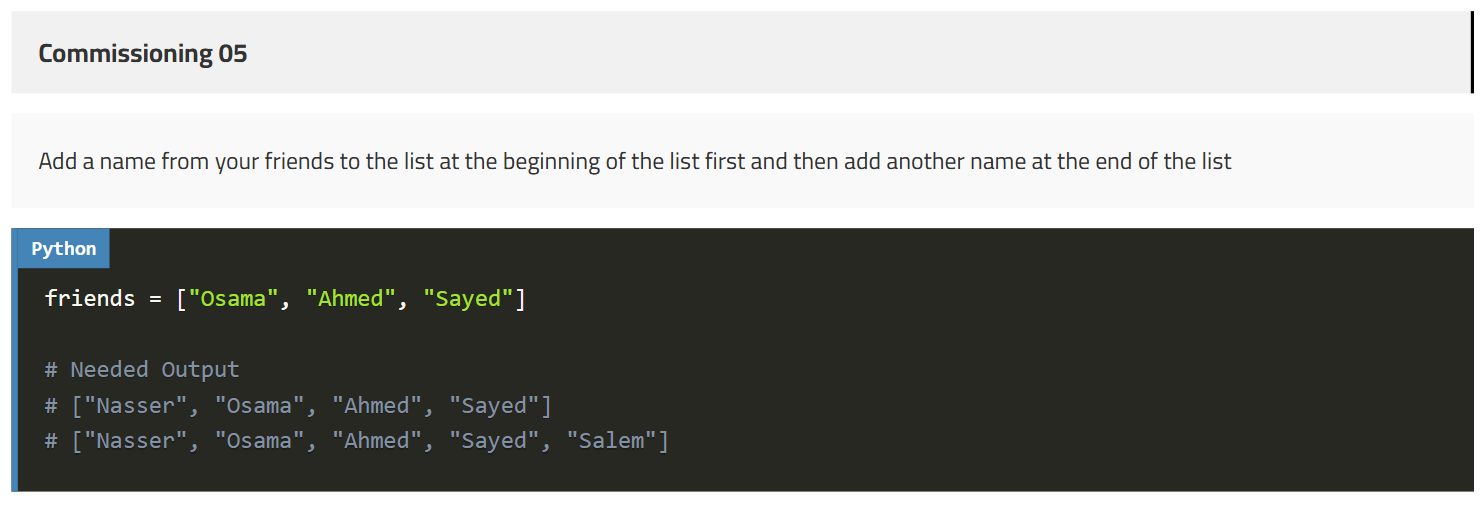 Commissioning 05
Add a name from your friends to the list at the beginning of the list first and then add another name at the end of the list
Python
friends = ["Osama", "Ahmed", "Sayed"]
# Needed Output
# ["Nasser", "Osama", "Ahmed", "Sayed"]
# ["Nasser", "Osama", "Ahmed", "Sayed", "Salem"]